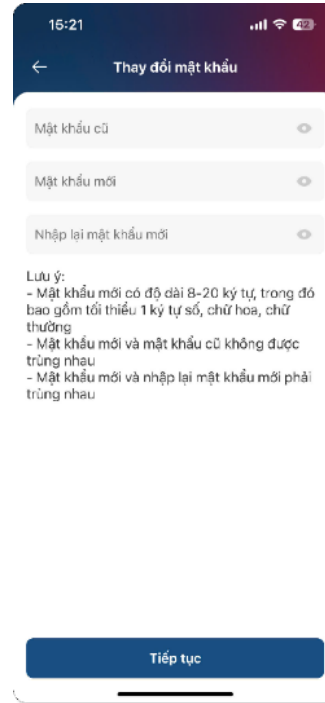 15:21
42
Thay đổi mật khẩu
Mật khẩu cũ
Mật khẩu mới
Nhập lại mật khẩu mới
Lưu ý:
- Mật khẩu mới có độ dài 8-20 ký tự, trong đó
bao gồm tối thiểu 1 ký tự số, chữ hoa, chữ
thường
- Mật khẩu mới và mật khẩu cũ không được
trùng nhau
- Mật khẩu mới và nhập lại mật khẩu mới phải
trùng nhau
Tiếp tục